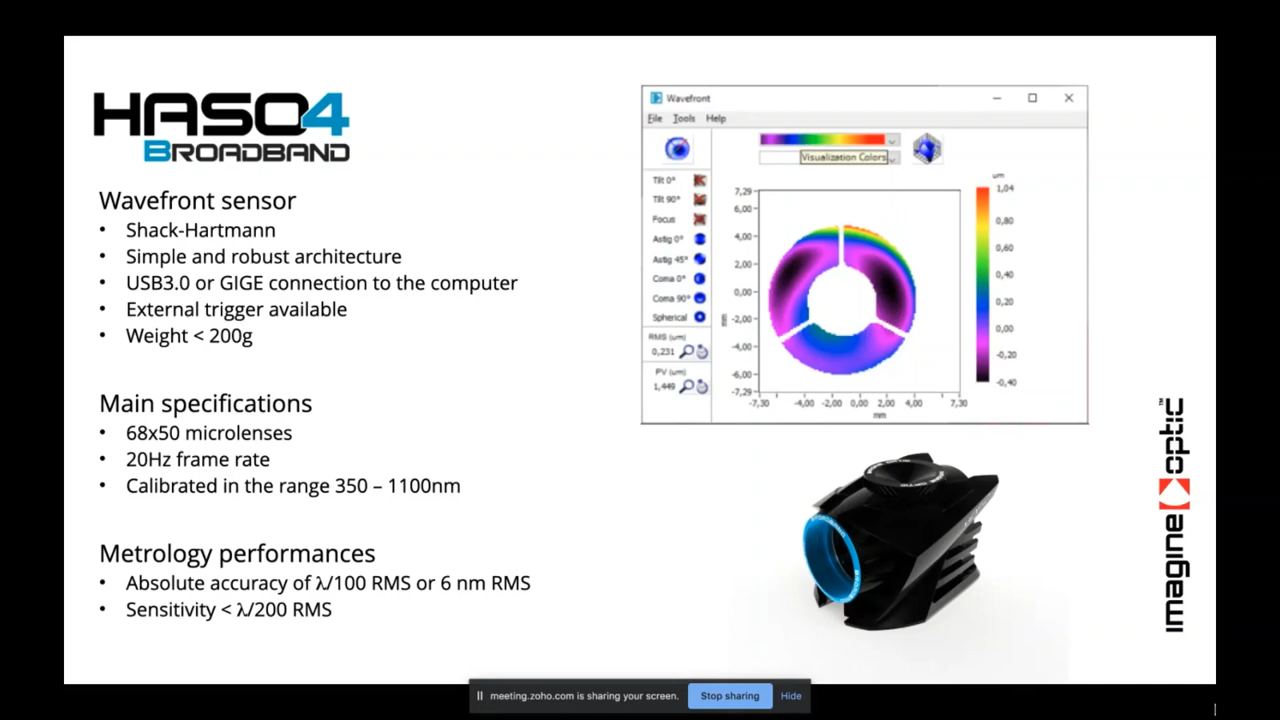 HASO4
BROADBAND
Wavefront sensor
• Shack-Hartmann
• Simple and robust architecture
• USB3.0 or GIGE connection to the computer
• External trigger available
• Weight < 200g
Main specifications
• 68x50 microlenses
• 20Hz frame rate
• Calibrated in the range 350 – 1100nm
Metrology performances
• Absolute accuracy of λ/100 RMS or 6 nm RMS
• Sensitivity < λ/200 RMS
Wavefront
File Tools Help
Visualization Colors
Tilt 0°
Tilt 90°
Focus
Astig 0°
Astig 45°
Coma 0°
Coma 90°
Spherical
RMS (um)
0,231
PV (um)
1,449
7,29
6,00
4,00
2,00
0,00
-2,00
-4,00
-6,00
-7,29
mm
-7,30 -4,00 -2,00 0,00 2,00 4,00 7,30
mm
um
1,04
0,80
0,60
0,40
0,20
0,00
-0,20
-0,40
imagine optic™
meeting.zoho.com is sharing your screen. Stop sharing Hide